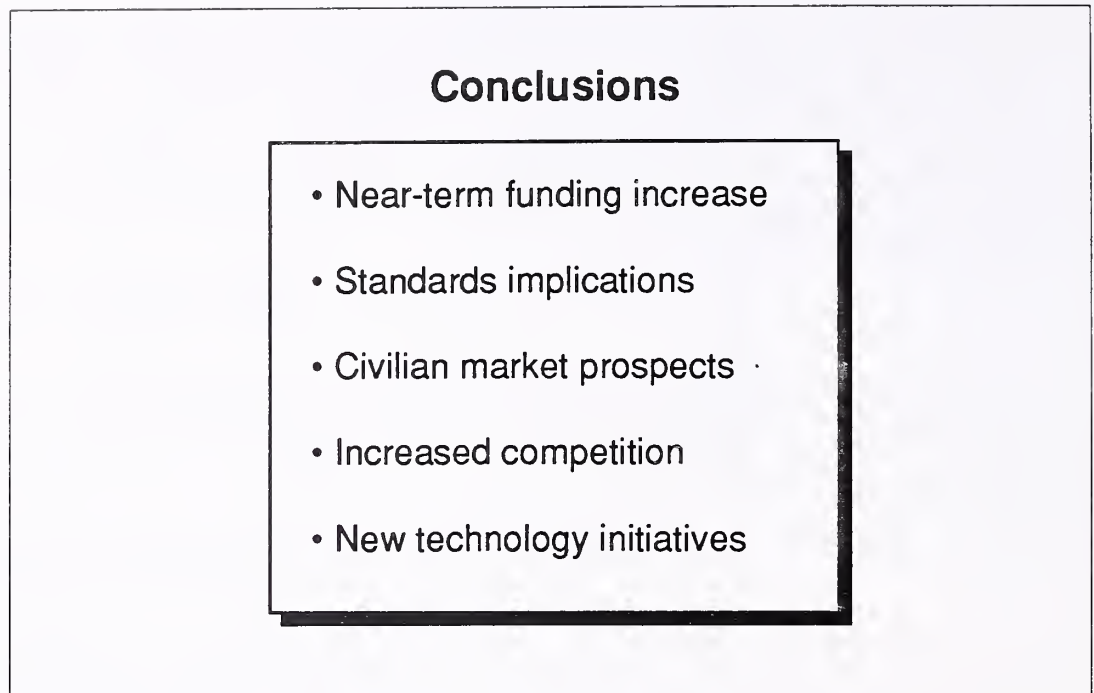 Conclusions
• Near-term funding increase
• Standards implications
• Civilian market prospects
• Increased competition
• New technology initiatives